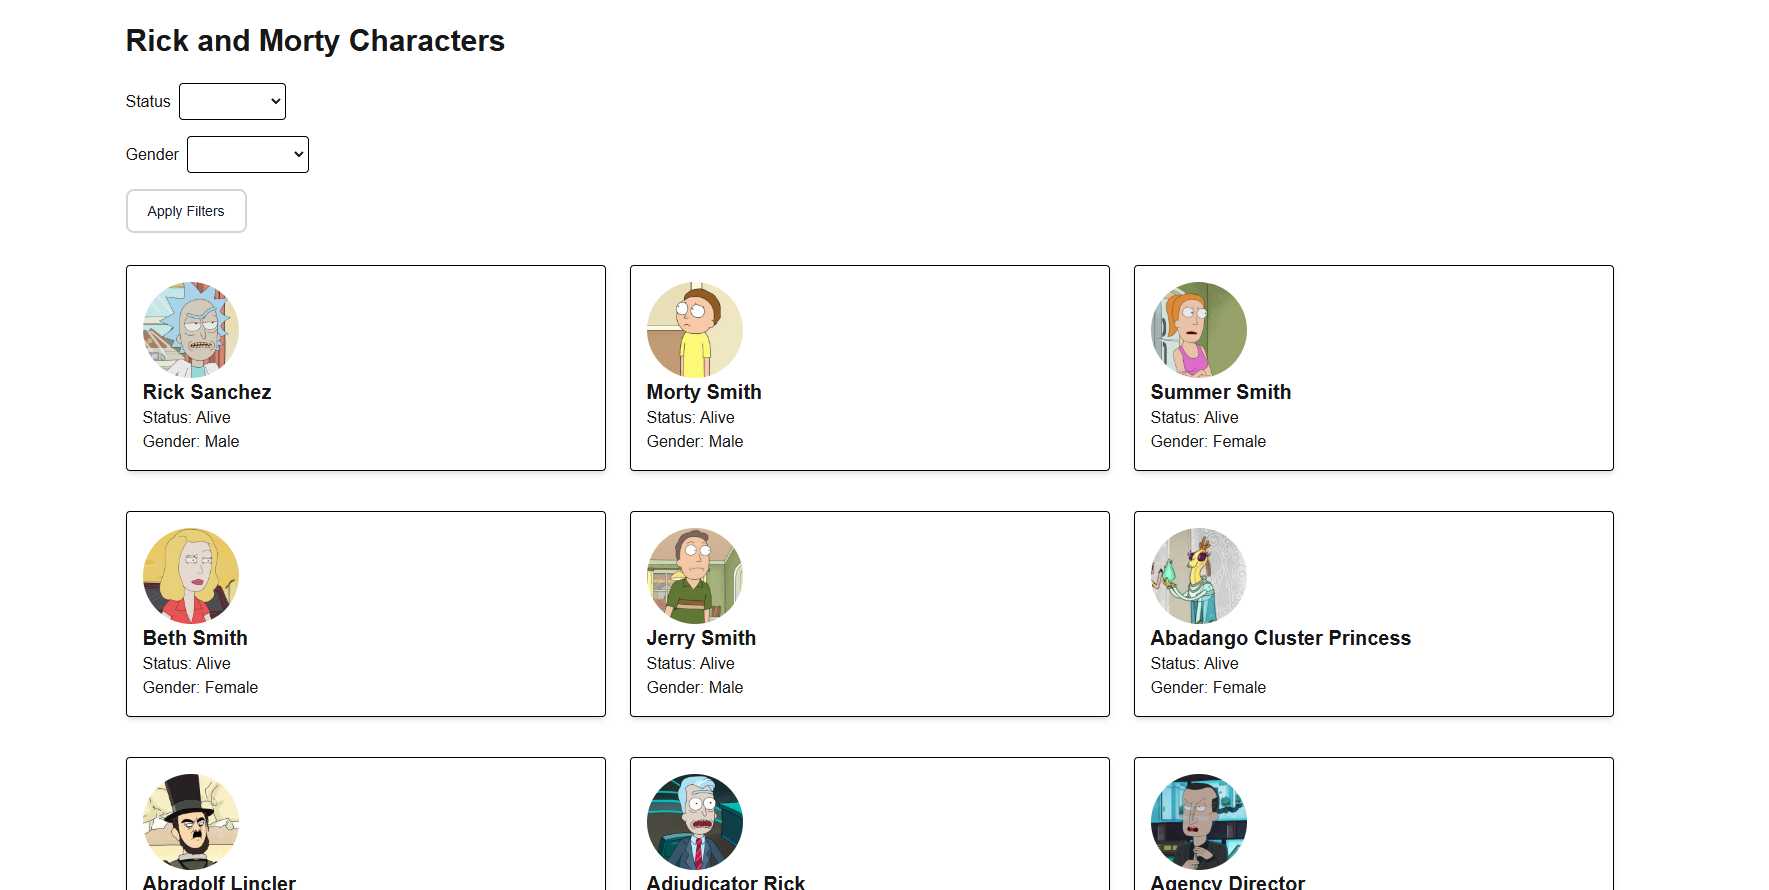 Rick and Morty Characters
Status
Gender
Apply Filters
Rick Sanchez
Status: Alive
Gender: Male
Morty Smith
Status: Alive
Gender: Male
Summer Smith
Status: Alive
Gender: Female
Beth Smith
Status: Alive
Gender: Female
Jerry Smith
Status: Alive
Gender: Male
Abadango Cluster Princess
Status: Alive
Gender: Female
Abradolf Lincler
Adjudicator Rick
Agency Director